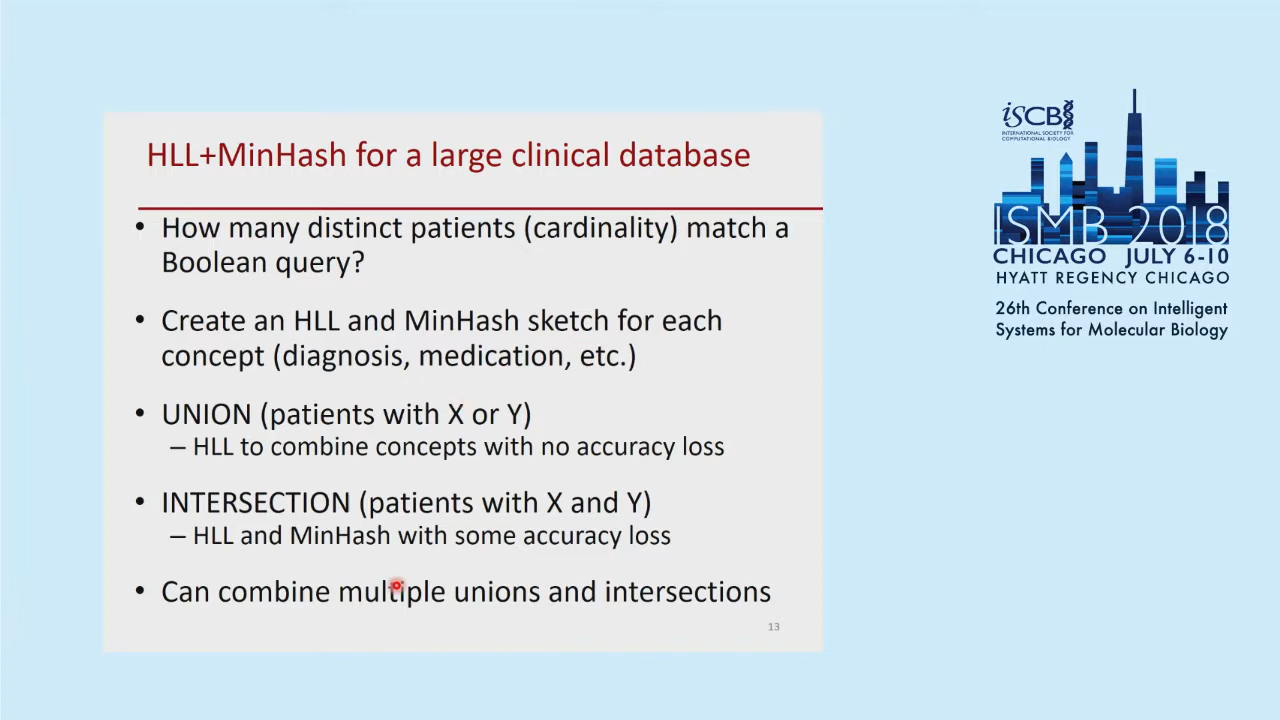 HLL+MinHash for a large clinical database
• How many distinct patients (cardinality) match a
Boolean query?
• Create an HLL and MinHash sketch for each
concept (diagnosis, medication, etc.)
• UNION (patients with X or Y)
– HLL to combine concepts with no accuracy loss
• INTERSECTION (patients with X and Y)
– HLL and MinHash with some accuracy loss
• Can combine multiple unions and intersections
13
iSCB
INTERNATIONAL SOCIETY FOR
COMPUTATIONAL BIOLOGY
ISMB 2018
CHICAGO JULY 6-10
HYATT REGENCY CHICAGO
26th Conference on Intelligent
Systems for Molecular Biology